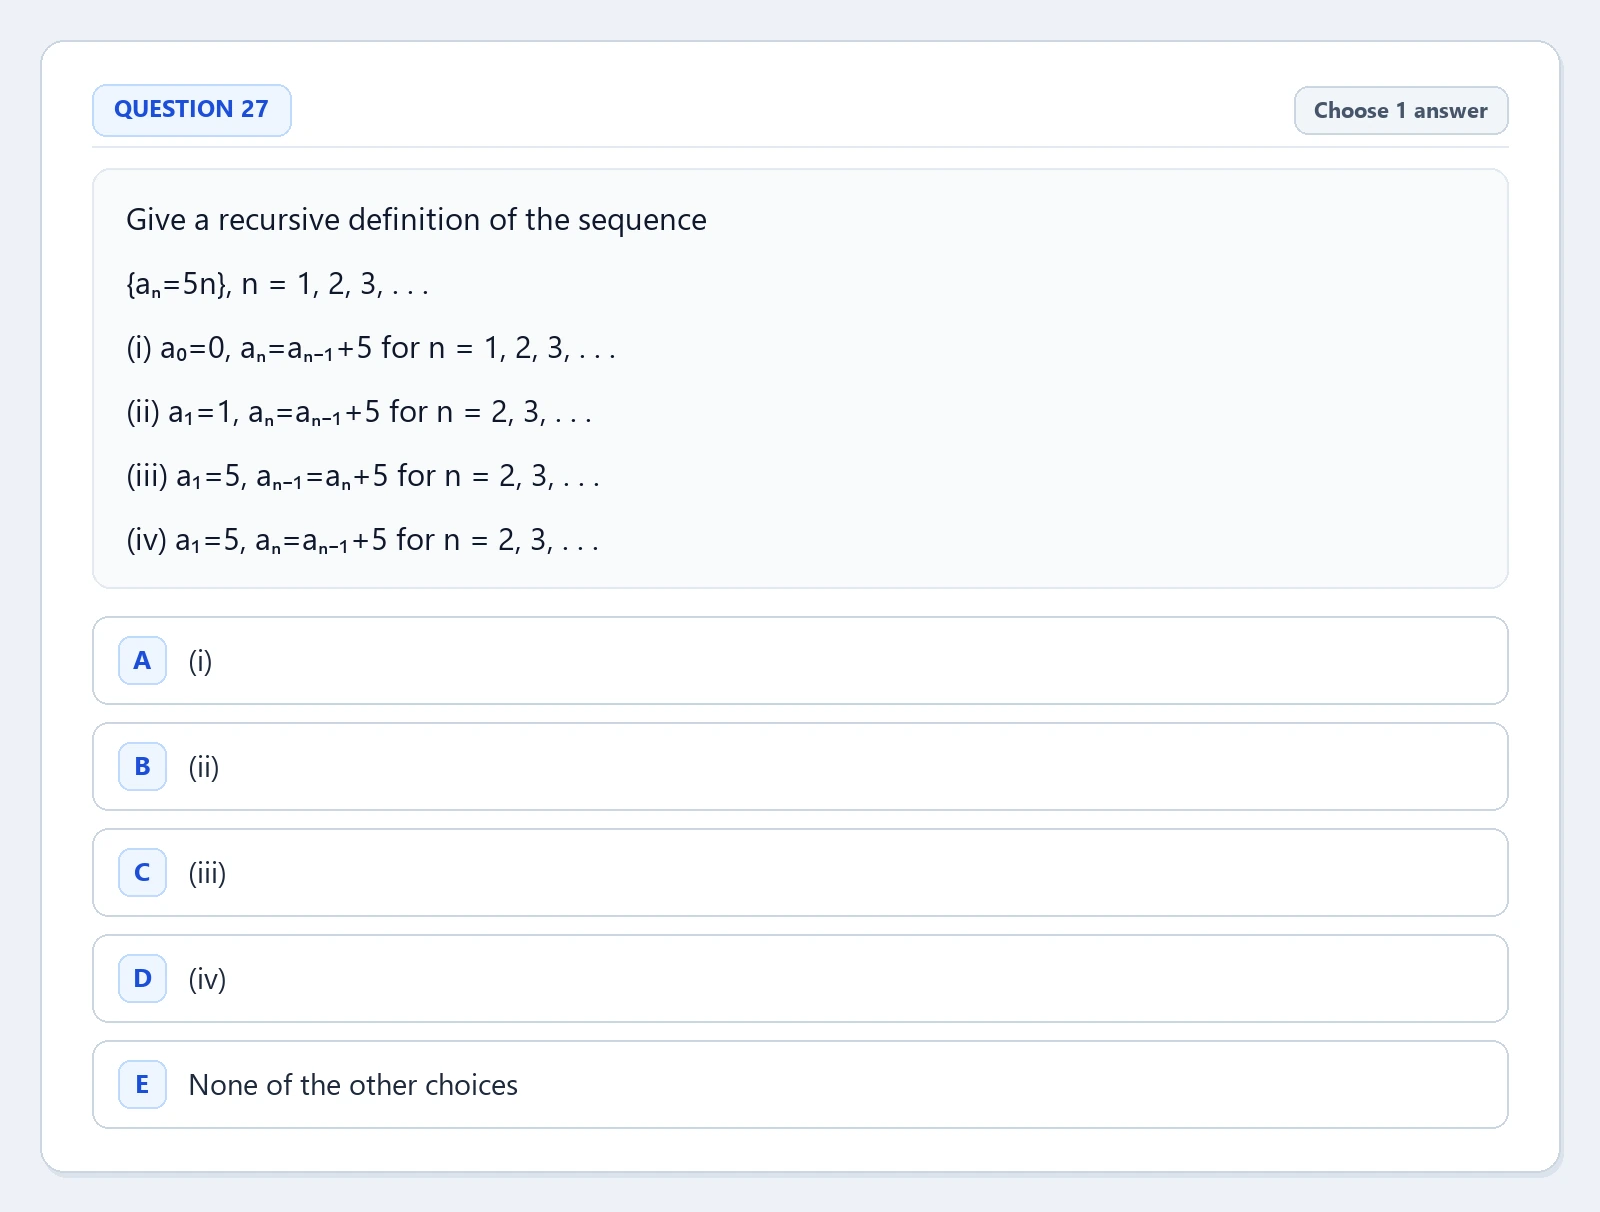 QUESTION 27
Choose 1 answer
Give a recursive definition of the sequence
{aₙ=5n}, n = 1, 2, 3, . . .
(i) a₀=0, aₙ=aₙ₋₁+5 for n = 1, 2, 3, . . .
(ii) a₁=1, aₙ=aₙ₋₁+5 for n = 2, 3, . . .
(iii) a₁=5, aₙ₋₁=aₙ+5 for n = 2, 3, . . .
(iv) a₁=5, aₙ=aₙ₋₁+5 for n = 2, 3, . . .
A (i)
B (ii)
C (iii)
D (iv)
E None of the other choices